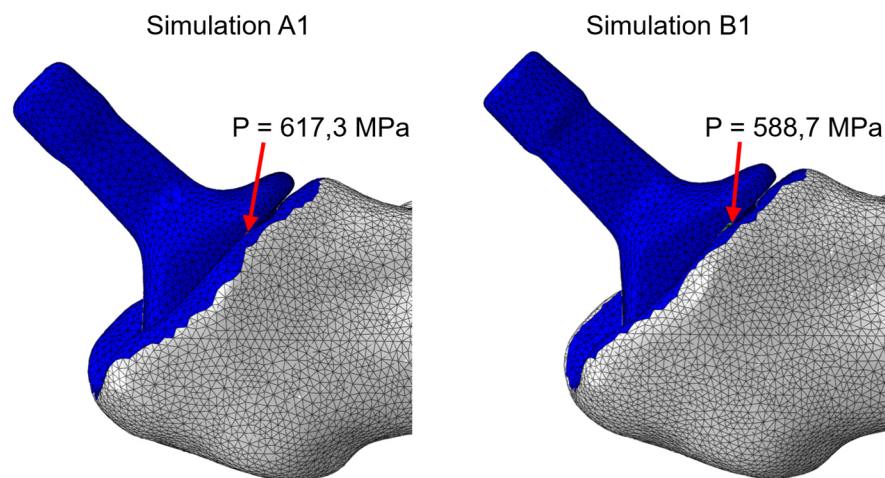 Simulation A1
Simulation B1
P = 617,3 MPa
P = 588,7 MPa